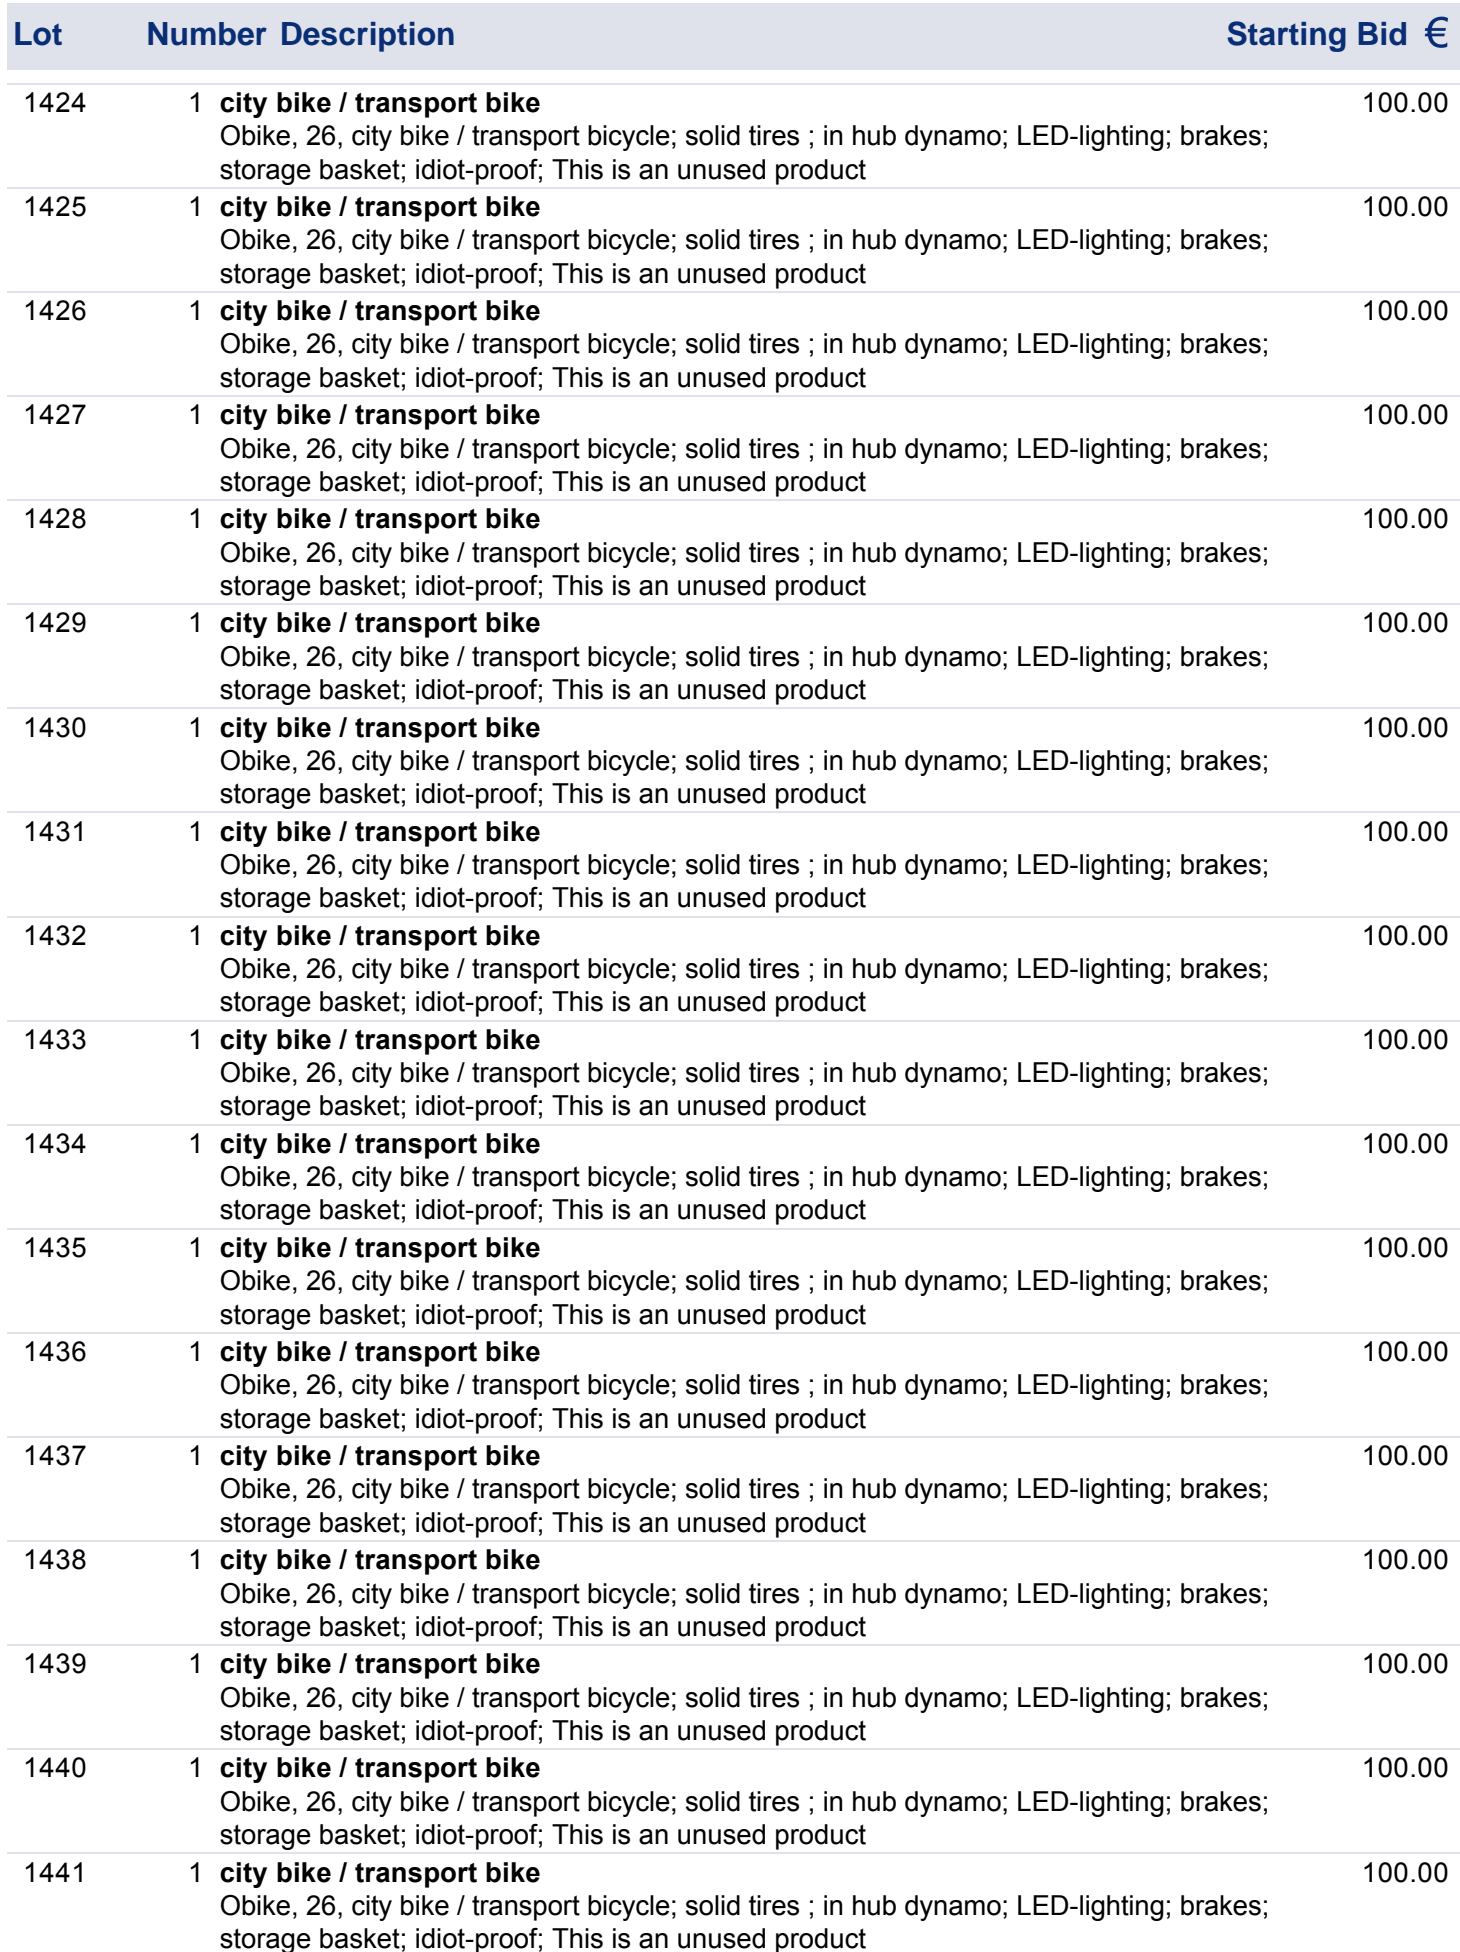 Lot Number Description Starting Bid €
1424 1 city bike / transport bike 100.00
Obike, 26, city bike / transport bicycle; solid tires ; in hub dynamo; LED-lighting; brakes;
storage basket; idiot-proof; This is an unused product
1425 1 city bike / transport bike 100.00
Obike, 26, city bike / transport bicycle; solid tires ; in hub dynamo; LED-lighting; brakes;
storage basket; idiot-proof; This is an unused product
1426 1 city bike / transport bike 100.00
Obike, 26, city bike / transport bicycle; solid tires ; in hub dynamo; LED-lighting; brakes;
storage basket; idiot-proof; This is an unused product
1427 1 city bike / transport bike 100.00
Obike, 26, city bike / transport bicycle; solid tires ; in hub dynamo; LED-lighting; brakes;
storage basket; idiot-proof; This is an unused product
1428 1 city bike / transport bike 100.00
Obike, 26, city bike / transport bicycle; solid tires ; in hub dynamo; LED-lighting; brakes;
storage basket; idiot-proof; This is an unused product
1429 1 city bike / transport bike 100.00
Obike, 26, city bike / transport bicycle; solid tires ; in hub dynamo; LED-lighting; brakes;
storage basket; idiot-proof; This is an unused product
1430 1 city bike / transport bike 100.00
Obike, 26, city bike / transport bicycle; solid tires ; in hub dynamo; LED-lighting; brakes;
storage basket; idiot-proof; This is an unused product
1431 1 city bike / transport bike 100.00
Obike, 26, city bike / transport bicycle; solid tires ; in hub dynamo; LED-lighting; brakes;
storage basket; idiot-proof; This is an unused product
1432 1 city bike / transport bike 100.00
Obike, 26, city bike / transport bicycle; solid tires ; in hub dynamo; LED-lighting; brakes;
storage basket; idiot-proof; This is an unused product
1433 1 city bike / transport bike 100.00
Obike, 26, city bike / transport bicycle; solid tires ; in hub dynamo; LED-lighting; brakes;
storage basket; idiot-proof; This is an unused product
1434 1 city bike / transport bike 100.00
Obike, 26, city bike / transport bicycle; solid tires ; in hub dynamo; LED-lighting; brakes;
storage basket; idiot-proof; This is an unused product
1435 1 city bike / transport bike 100.00
Obike, 26, city bike / transport bicycle; solid tires ; in hub dynamo; LED-lighting; brakes;
storage basket; idiot-proof; This is an unused product
1436 1 city bike / transport bike 100.00
Obike, 26, city bike / transport bicycle; solid tires ; in hub dynamo; LED-lighting; brakes;
storage basket; idiot-proof; This is an unused product
1437 1 city bike / transport bike 100.00
Obike, 26, city bike / transport bicycle; solid tires ; in hub dynamo; LED-lighting; brakes;
storage basket; idiot-proof; This is an unused product
1438 1 city bike / transport bike 100.00
Obike, 26, city bike / transport bicycle; solid tires ; in hub dynamo; LED-lighting; brakes;
storage basket; idiot-proof; This is an unused product
1439 1 city bike / transport bike 100.00
Obike, 26, city bike / transport bicycle; solid tires ; in hub dynamo; LED-lighting; brakes;
storage basket; idiot-proof; This is an unused product
1440 1 city bike / transport bike 100.00
Obike, 26, city bike / transport bicycle; solid tires ; in hub dynamo; LED-lighting; brakes;
storage basket; idiot-proof; This is an unused product
1441 1 city bike / transport bike 100.00
Obike, 26, city bike / transport bicycle; solid tires ; in hub dynamo; LED-lighting; brakes;
storage basket; idiot-proof; This is an unused product